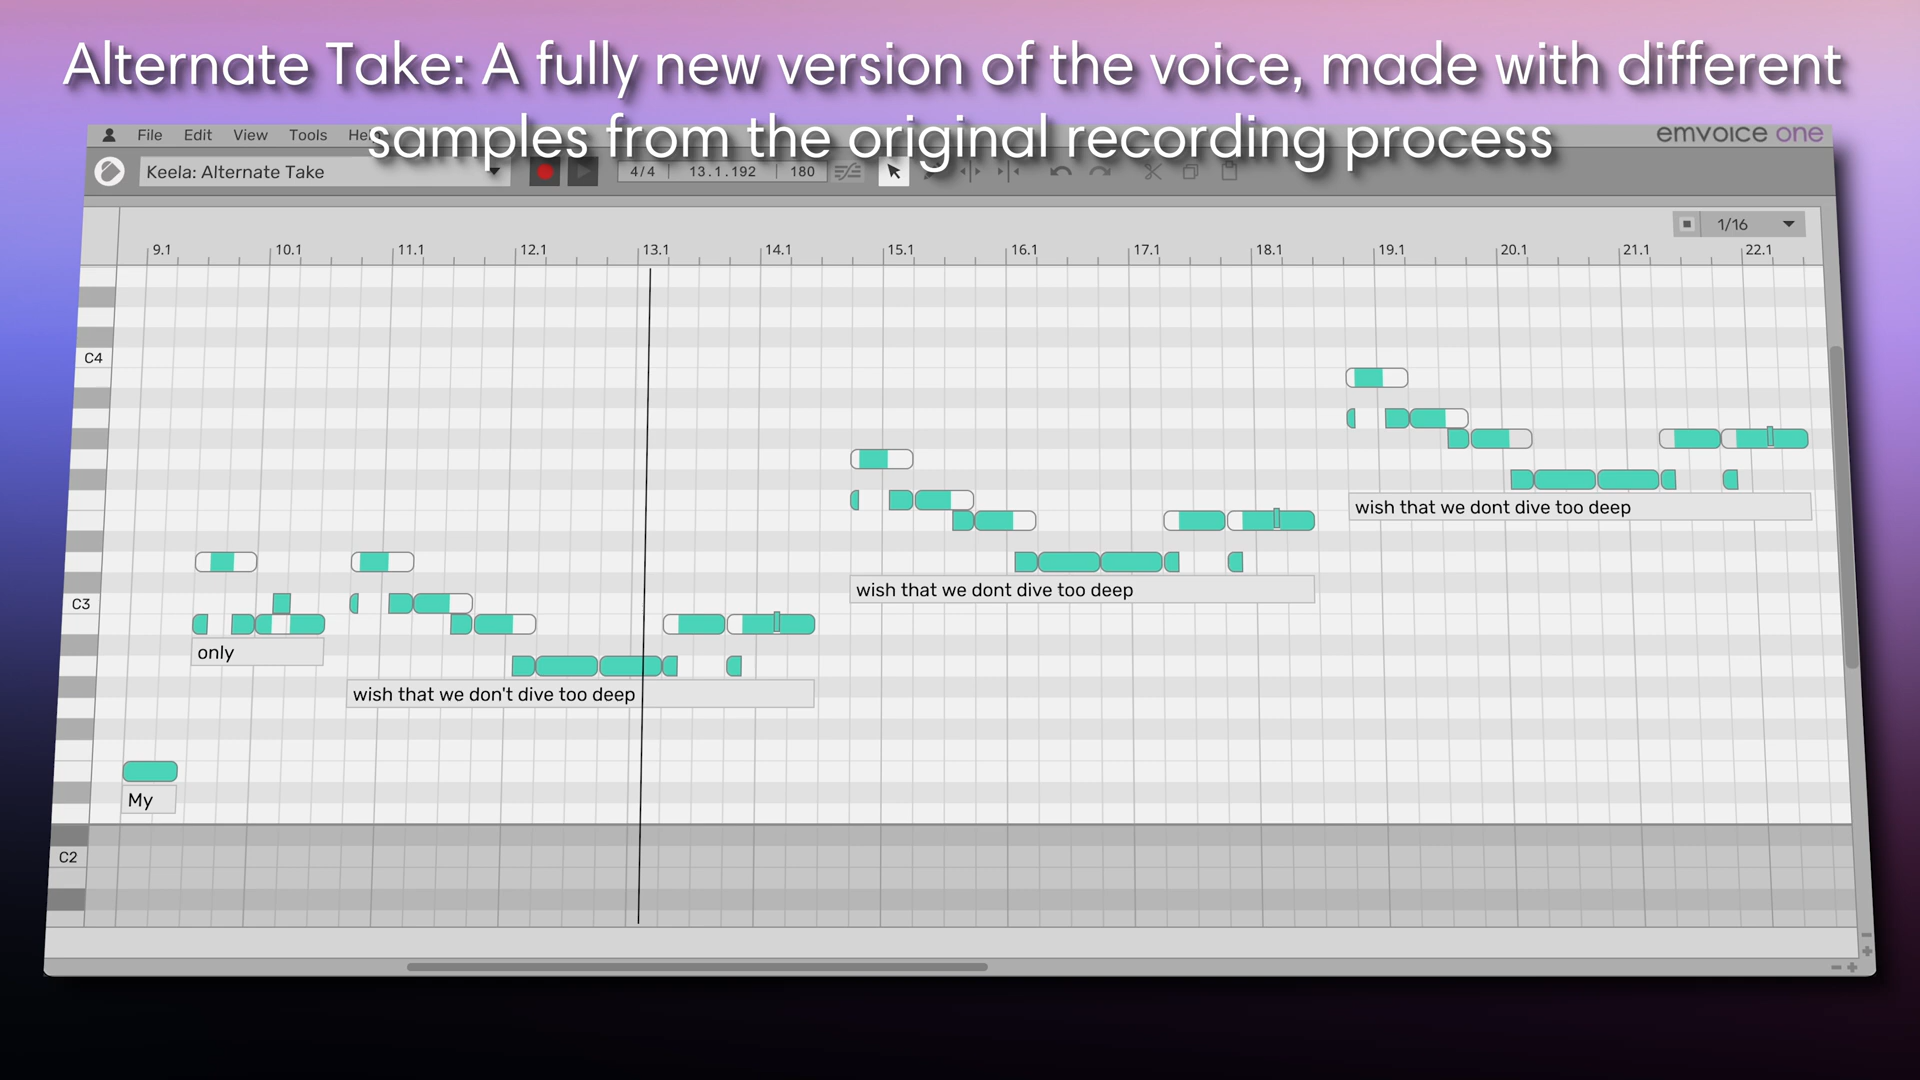 Alternate Take: A fully new version of the voice, made with different
samples from the original recording process
File Edit View Tools Help
emvoice one
Keela: Alternate Take
4/4 13.1.192 180
1/16
9.1 10.1 11.1 12.1 13.1 14.1 15.1 16.1 17.1 18.1 19.1 20.1 21.1 22.1
C4
wish that we dont dive too deep
wish that we dont dive too deep
C3
only
wish that we don't dive too deep
My
C2